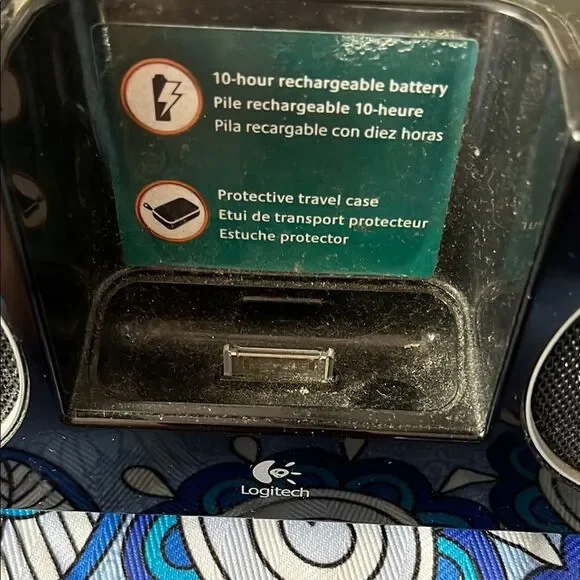 10-hour rechargeable battery
Pile rechargeable 10-heure
Pila recargable con diez horas
Protective travel case
Etui de transport protecteur
Estuche protector
Logitech